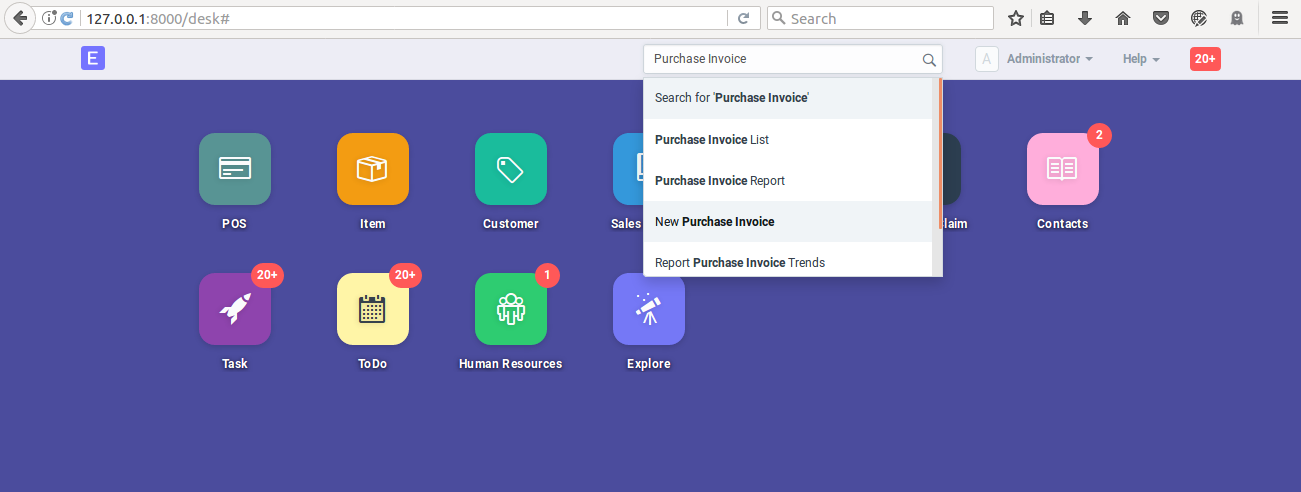 127.0.0.1:8000/desk#
Search
E
Purchase Invoice
A
Administrator
Help
20+
Search for 'Purchase Invoice'
Purchase Invoice List
Purchase Invoice Report
New Purchase Invoice
Report Purchase Invoice Trends
2
POS
Item
Customer
Sales
laim
Contacts
20+
20+
1
Task
ToDo
Human Resources
Explore